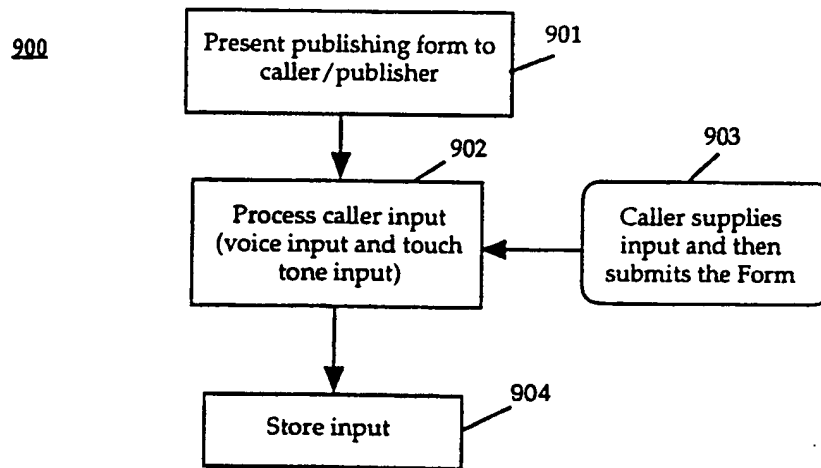 900
Present publishing form to
caller/publisher
901
902
903
Process caller input
(voice input and touch
tone input)
Caller supplies
input and then
submits the Form
904
Store input